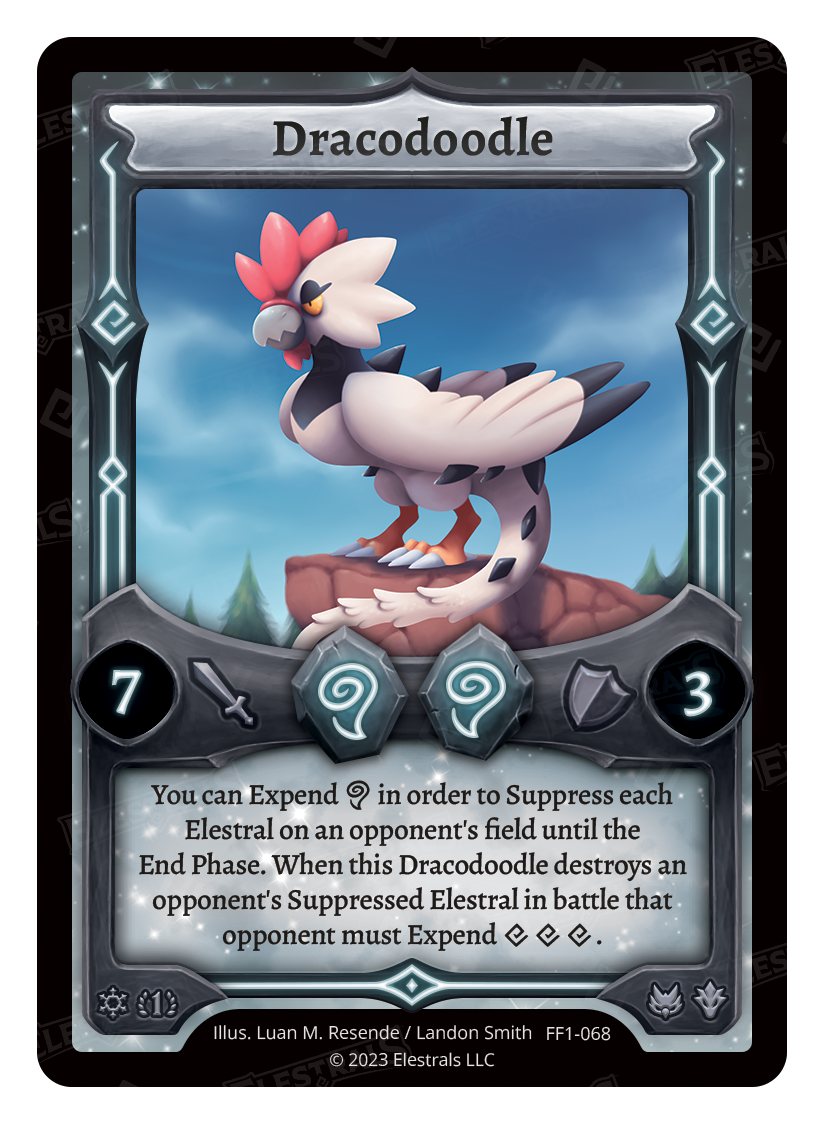 Dracodoodle
7
3
You can Expend in order to Suppress each
Elestral on an opponent's field until the
End Phase. When this Dracodoodle destroys an
opponent's Suppressed Elestral in battle that
opponent must Expend .
1
Illus. Luan M. Resende / Landon Smith FF1-068
© 2023 Elestrals LLC